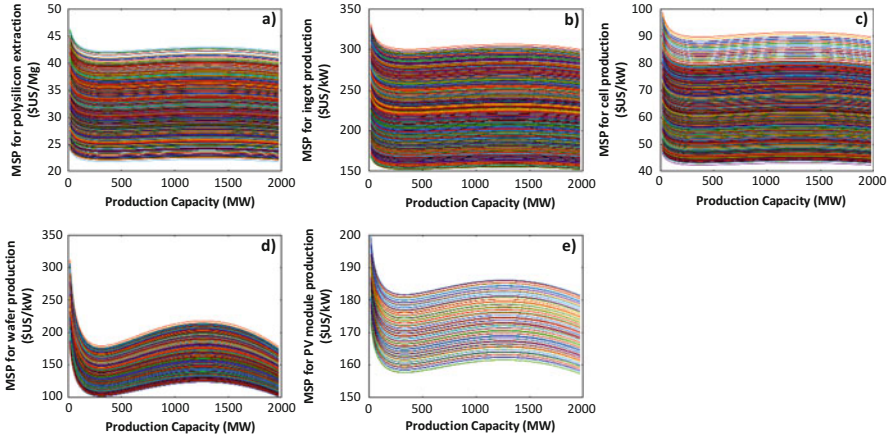 a)
MSP for polysilicon extraction
($US/Mg)
50
45
40
35
30
25
20
0
500
1000
1500
2000
Production Capacity (MW)
b)
MSP for ingot production
($US/kW)
350
300
250
200
150
0
500
1000
1500
2000
Production Capacity (MW)
c)
MSP for cell production
($US/kW)
100
90
80
70
60
50
40
0
500
1000
1500
2000
Production Capacity (MW)
d)
MSP for wafer production
($US/kW)
350
300
250
200
150
100
0
500
1000
1500
2000
Production Capacity (MW)
e)
MSP for PV module production
($US/kW)
200
190
180
170
160
150
0
500
1000
1500
2000
Production Capacity (MW)